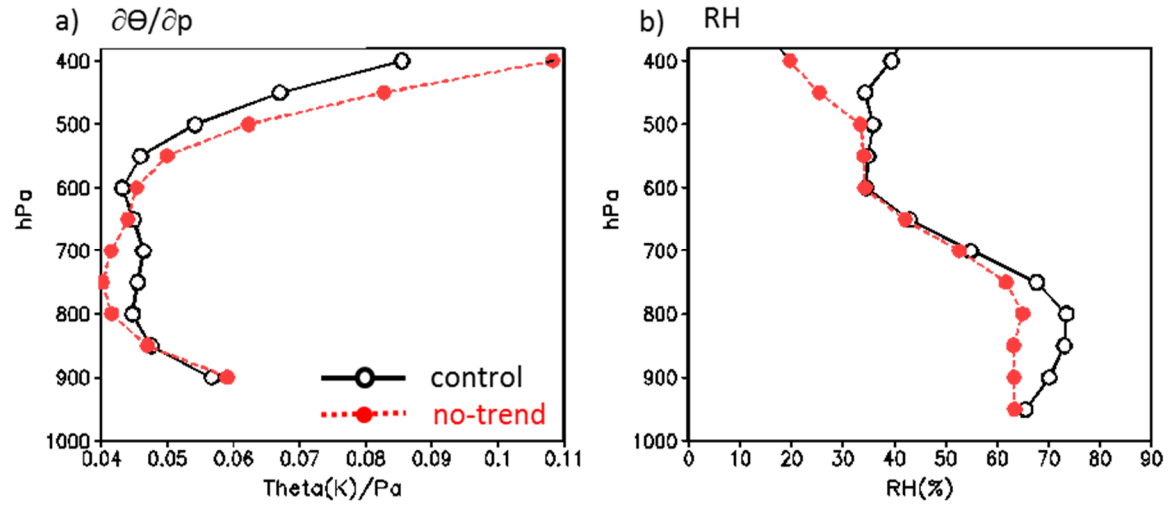 a) ∂Θ/∂p
400
500
600
700
800
900
1000
hPa
0.04 0.05 0.06 0.07 0.08 0.09 0.1 0.11
Theta(K)/Pa
control
no-trend
b) RH
400
500
600
700
800
900
1000
hPa
0 10 20 30 40 50 60 70 80 90
RH(%)